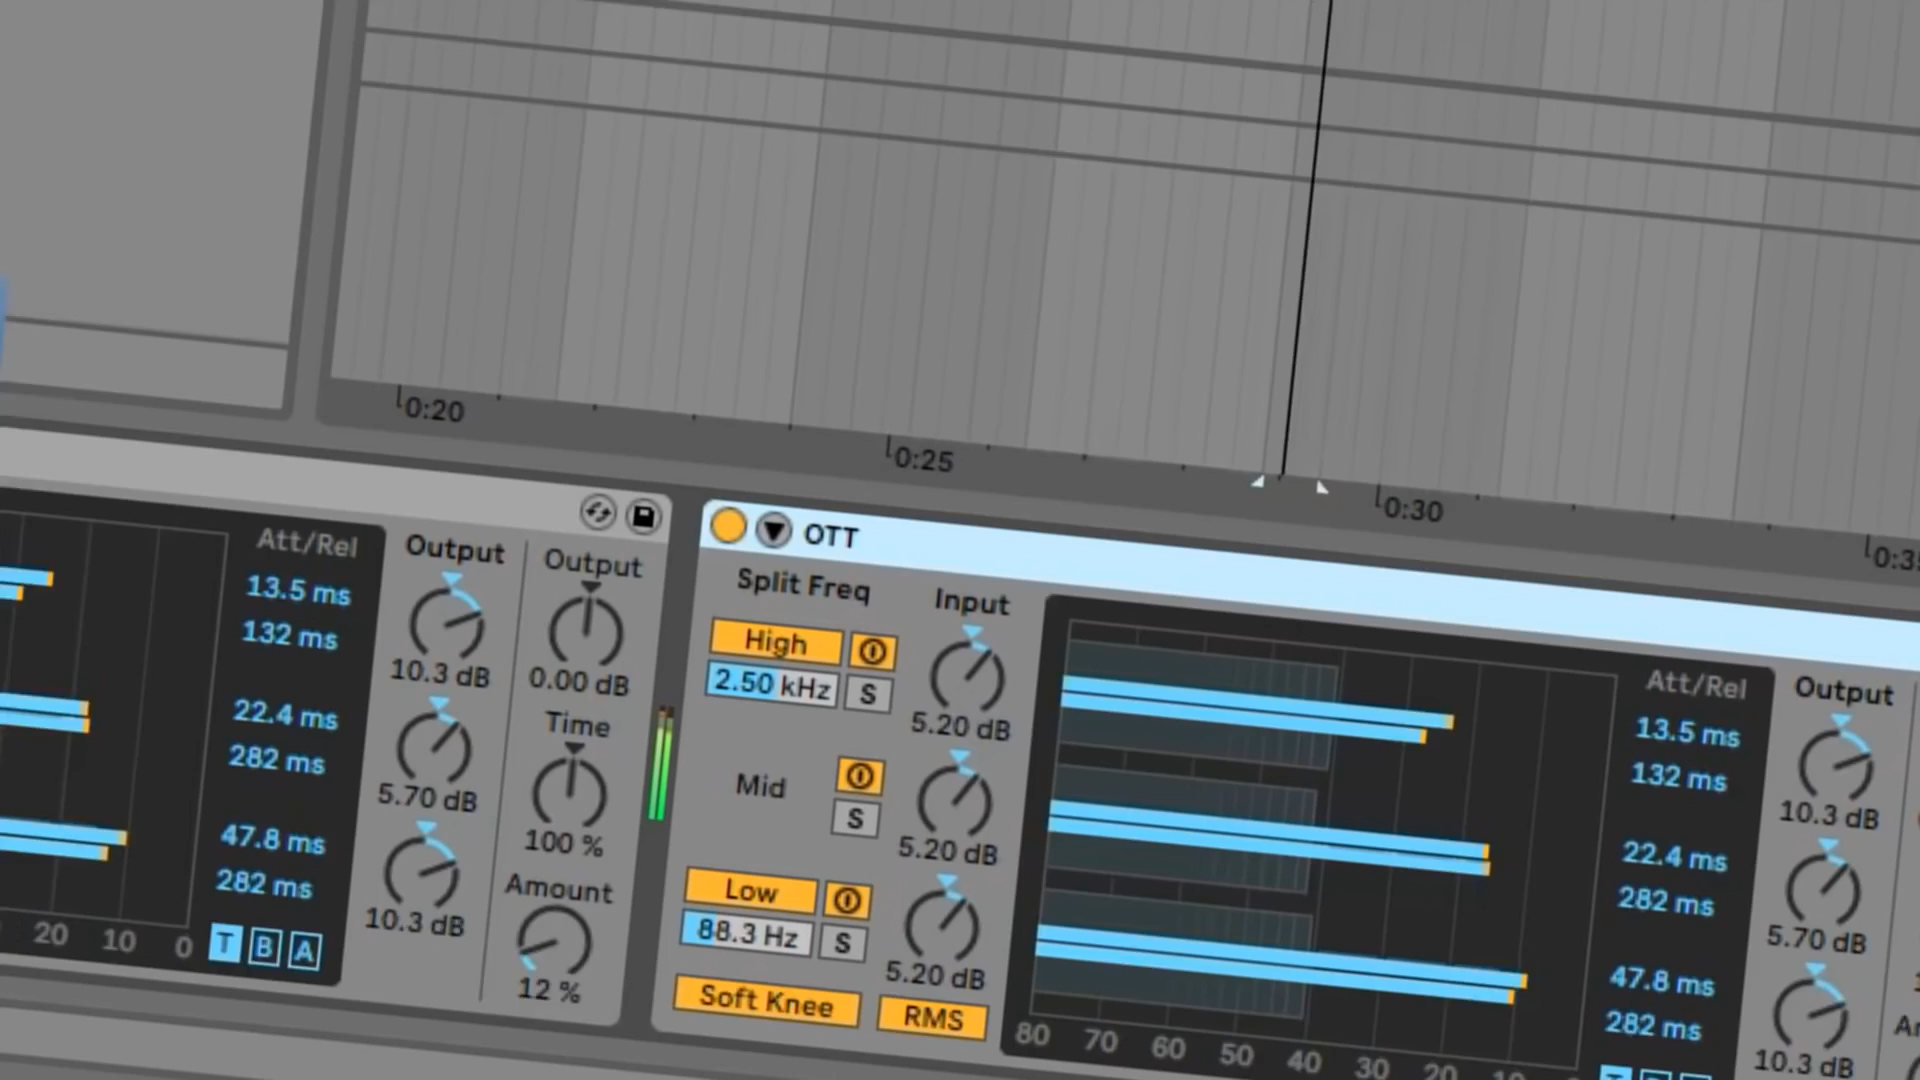 0:20
0:25
0:30
Att/Rel
13.5 ms
132 ms
22.4 ms
282 ms
47.8 ms
282 ms
20 10 0
T B A
Output
10.3 dB
5.70 dB
10.3 dB
Output
0.00 dB
Time
100 %
Amount
12 %
OTT
Split Freq
High
2.50 kHz
S
Mid
S
Low
88.3 Hz
S
Soft Knee
RMS
Input
5.20 dB
5.20 dB
5.20 dB
80 70 60 50 40 30 20 10
Att/Rel
13.5 ms
132 ms
22.4 ms
282 ms
47.8 ms
282 ms
Output
10.3 dB
5.70 dB
10.3 dB